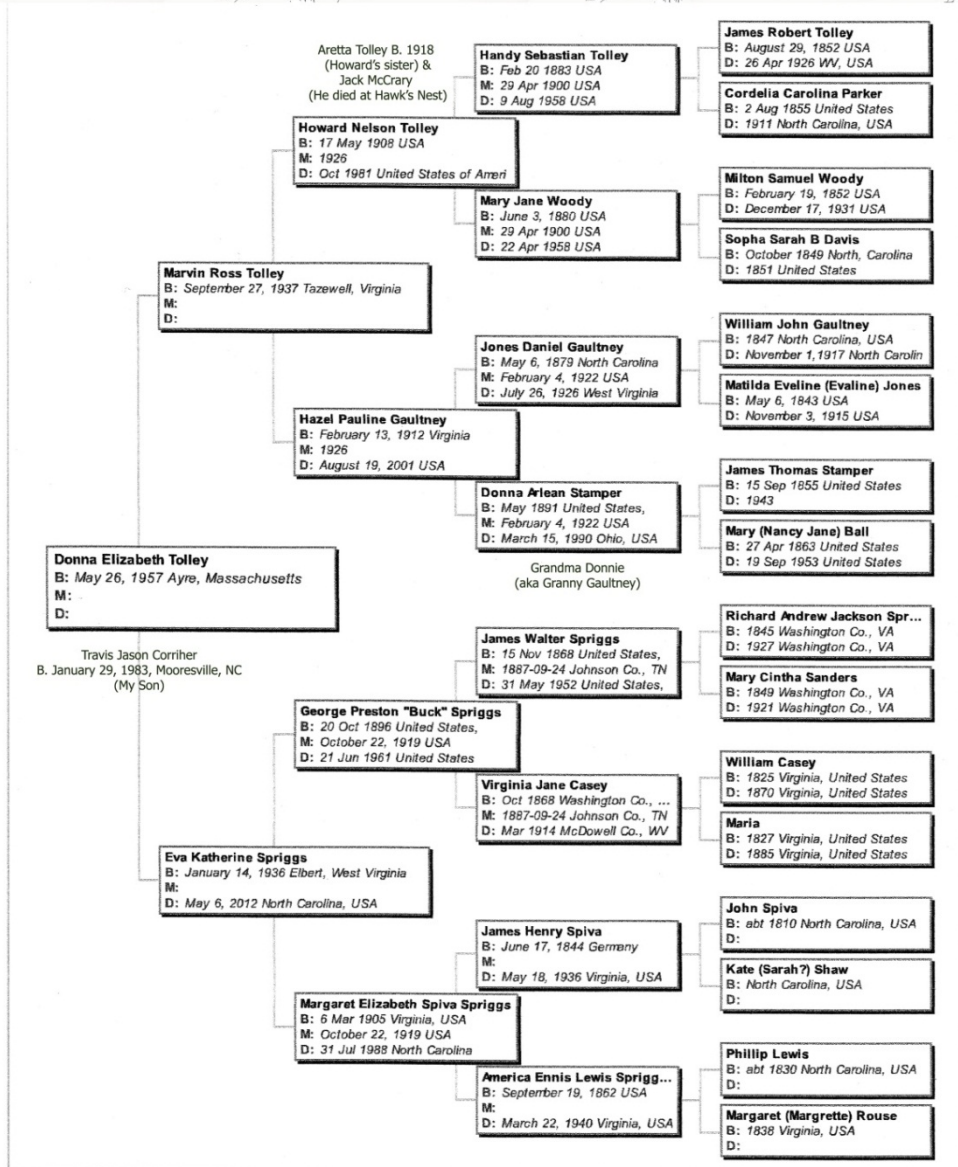 Aretta Tolley B. 1918
(Howard's sister) &
Jack McCrary
(He died at Hawk's Nest)
Handy Sebastian Tolley
B: Feb 20 1883 USA
M: 29 Apr 1900 USA
D: 9 Aug 1958 USA
James Robert Tolley
B: August 29, 1852 USA
D: 26 Apr 1926 WV, USA
Cordelia Carolina Parker
B: 2 Aug 1855 United States
D: 1911 North Carolina, USA
Howard Nelson Tolley
B: 17 May 1908 USA
M: 1926
D: Oct 1981 United States of Ameri
Mary Jane Woody
B: June 3, 1880 USA
M: 29 Apr 1900 USA
D: 22 Apr 1958 USA
Milton Samuel Woody
B: February 19, 1852 USA
D: December 17, 1931 USA
Sopha Sarah B Davis
B: October 1849 North, Carolina
D: 1851 United States
Marvin Ross Tolley
B: September 27, 1937 Tazewell, Virginia
M:
D:
Jones Daniel Gaultney
B: May 6, 1879 North Carolina
M: February 4, 1922 USA
D: July 26, 1926 West Virginia
William John Gaultney
B: 1847 North Carolina, USA
D: November 1,1917 North Carolin
Matilda Eveline (Evaline) Jones
B: May 6, 1843 USA
D: November 3, 1915 USA
Hazel Pauline Gaultney
B: February 13, 1912 Virginia
M: 1926
D: August 19, 2001 USA
Donna Arlean Stamper
B: May 1891 United States,
M: February 4, 1922 USA
D: March 15, 1990 Ohio, USA
Grandma Donnie
(aka Granny Gaultney)
James Thomas Stamper
B: 15 Sep 1855 United States
D: 1943
Mary (Nancy Jane) Ball
B: 27 Apr 1863 United States
D: 19 Sep 1953 United States
Donna Elizabeth Tolley
B: May 26, 1957 Ayre, Massachusetts
M:
D:
Travis Jason Corriher
B. January 29, 1983, Mooresville, NC
(My Son)
James Walter Spriggs
B: 15 Nov 1868 United States,
M: 1887-09-24 Johnson Co., TN
D: 31 May 1952 United States,
Richard Andrew Jackson Spr...
B: 1845 Washington Co., VA
D: 1927 Washington Co., VA
Mary Cintha Sanders
B: 1849 Washington Co., VA
D: 1921 Washington Co., VA
George Preston "Buck" Spriggs
B: 20 Oct 1896 United States,
M: October 22, 1919 USA
D: 21 Jun 1961 United States
Virginia Jane Casey
B: Oct 1868 Washington Co., ...
M: 1887-09-24 Johnson Co., TN
D: Mar 1914 McDowell Co., WV
William Casey
B: 1825 Virginia, United States
D: 1870 Virginia, United States
Maria
B: 1827 Virginia, United States
D: 1885 Virginia, United States
Eva Katherine Spriggs
B: January 14, 1936 Elbert, West Virginia
M:
D: May 6, 2012 North Carolina, USA
James Henry Spiva
B: June 17, 1844 Germany
M:
D: May 18, 1936 Virginia, USA
John Spiva
B: abt 1810 North Carolina, USA
D:
Kate (Sarah?) Shaw
B: North Carolina, USA
D:
Margaret Elizabeth Spiva Spriggs
B: 6 Mar 1905 Virginia, USA
M: October 22, 1919 USA
D: 31 Jul 1988 North Carolina
America Ennis Lewis Sprigg...
B: September 19, 1862 USA
M:
D: March 22, 1940 Virginia, USA
Phillip Lewis
B: abt 1830 North Carolina, USA
D:
Margaret (Margrette) Rouse
B: 1838 Virginia, USA
D: